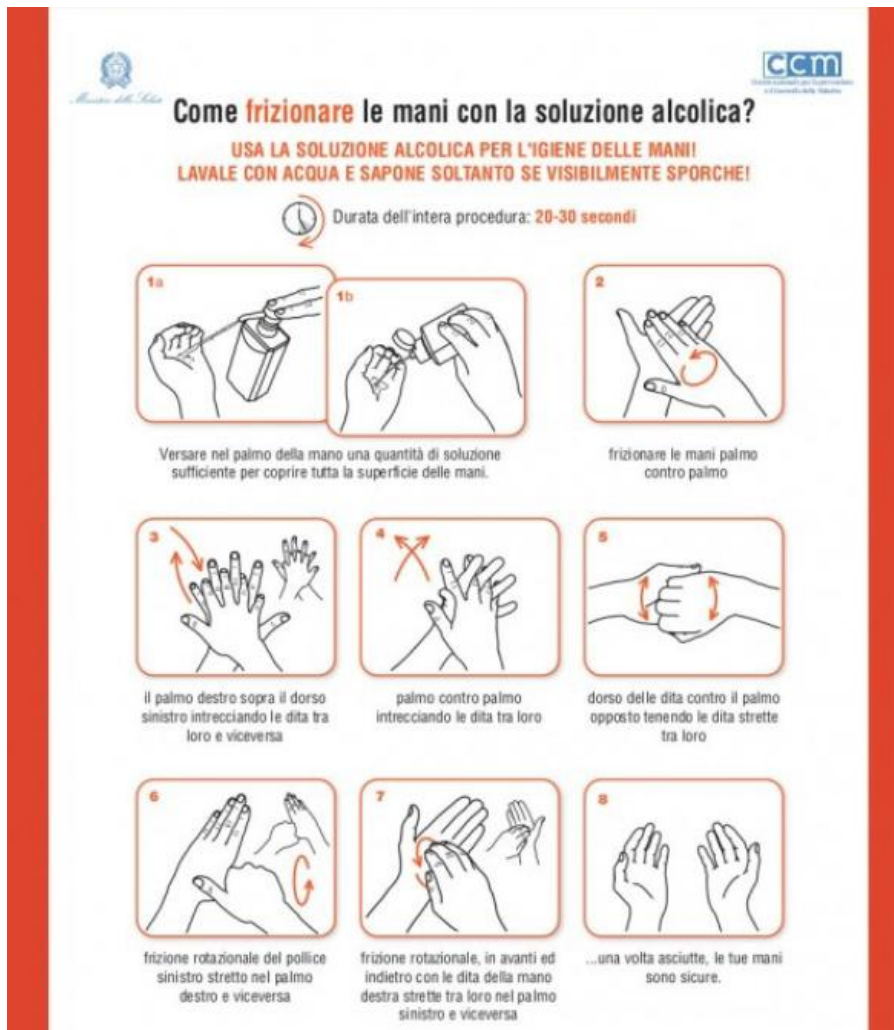 Ministero della Salute
ccm
Come frizionare le mani con la soluzione alcolica?
USA LA SOLUZIONE ALCOLICA PER L'IGIENE DELLE MANI!
LAVALE CON ACQUA E SAPONE SOLTANTO SE VISIBILMENTE SPORCHE!
Durata dell'intera procedura: 20-30 secondi
1a
1b
Versare nel palmo della mano una quantità di soluzione
sufficiente per coprire tutta la superficie delle mani.
2
frizionare le mani palmo
contro palmo
3
il palmo destro sopra il dorso
sinistro intrecciando le dita tra
loro e viceversa
4
palmo contro palmo
intrecciando le dita tra loro
5
dorso delle dita contro il palmo
opposto tenendo le dita strette
tra loro
6
frizione rotazionale del pollice
sinistro stretto nel palmo
destro e viceversa
7
frizione rotazionale, in avanti ed
indietro con le dita della mano
destra strette tra loro nel palmo
sinistro e viceversa
8
...una volta asciutte, le tue mani
sono sicure.